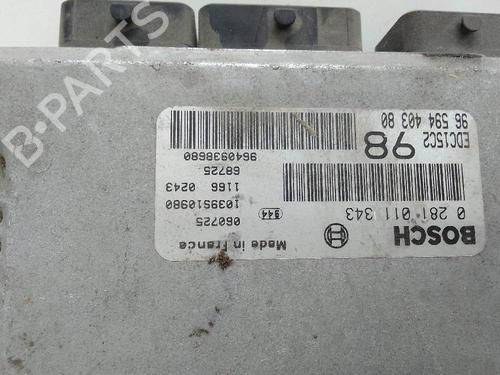 BOSCH
Made in France
0 281 011 343
944
060725
1039S10980
1166 0243
68725
EDC15C2
98
9640938680
96 594 403 80
B-PARTS